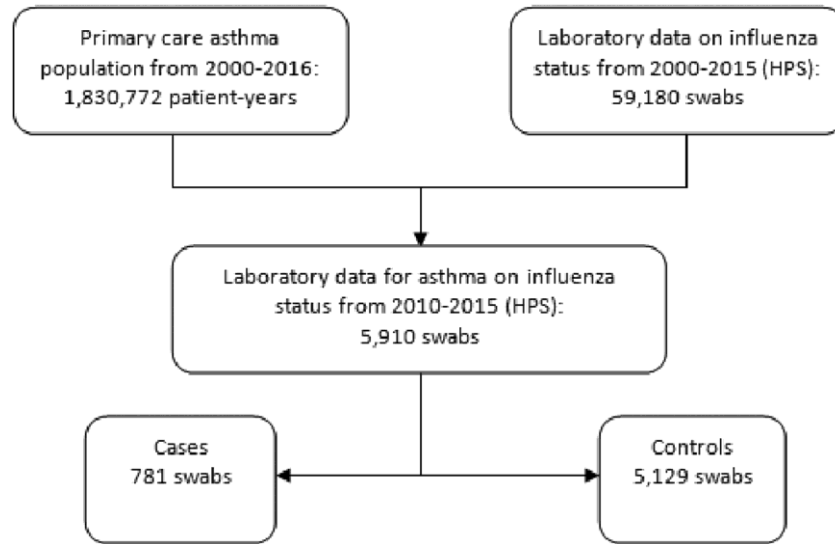 Primary care asthma
population from 2000-2016:
1,830,772 patient-years
Laboratory data on influenza
status from 2000-2015 (HPS):
59,180 swabs
Laboratory data for asthma on influenza
status from 2010-2015 (HPS):
5,910 swabs
Cases
781 swabs
Controls
5,129 swabs